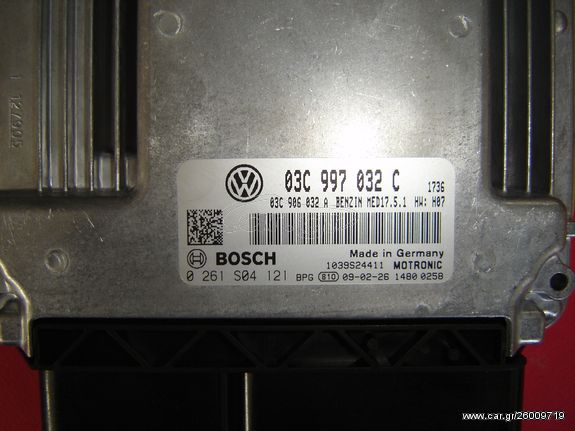 03C 997 032 C 1736
03C 906 032 A BENZIN MED17.5.1 HW: H07
BOSCH
Made in Germany
1039S24411 MOTRONIC
0 261 S04 121 BPG 810 09-02-26 1480 0258
www.car.gr/26009719